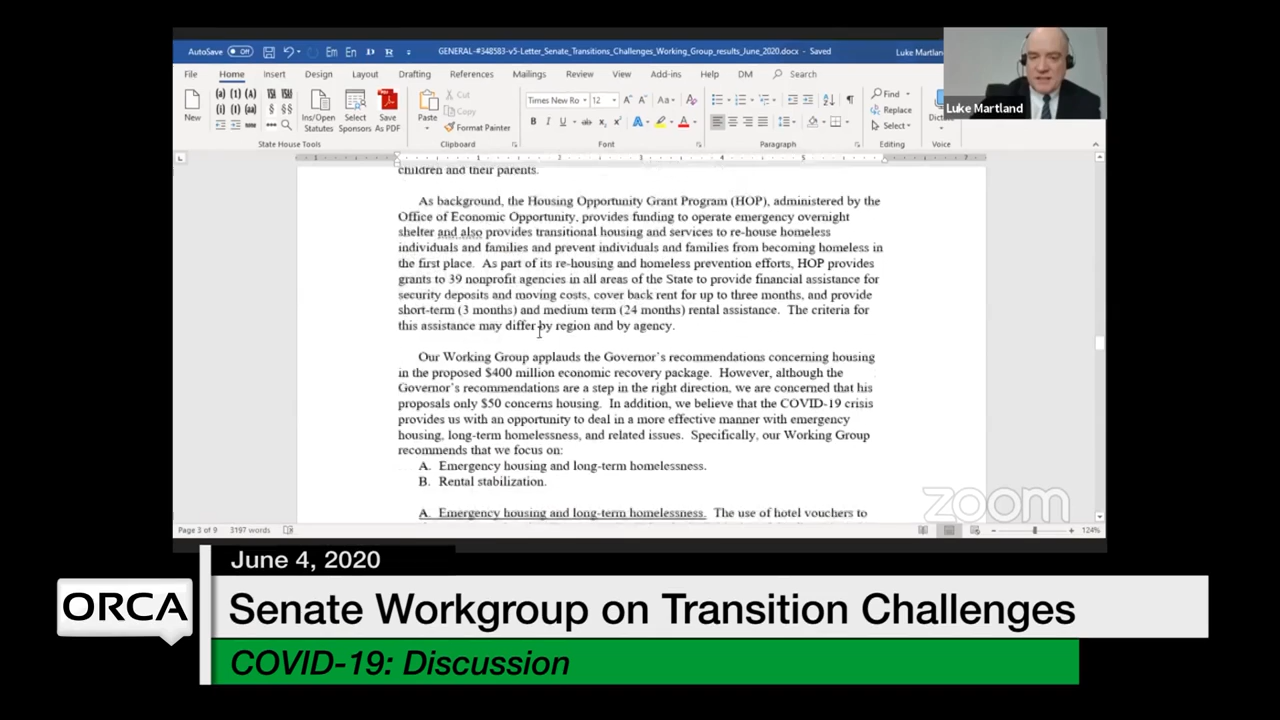 AutoSave Off Em En D R GENERAL-#348583-v5-Letter_Senate_Transitions_Challenges_Working_Group_results_June_2020.docx - Saved Luke Martland
File Home Insert Design Layout Drafting References Mailings Review View Add-ins Help DM Search
Luke Martland
New Ins/Open Statutes Select Sponsors Save As PDF Paste Cut Copy Format Painter Times New Ro 12 Find Replace Select
State House Tools Clipboard Font Paragraph Editing Voice
children and their parents.
As background, the Housing Opportunity Grant Program (HOP), administered by the
Office of Economic Opportunity, provides funding to operate emergency overnight
shelter and also provides transitional housing and services to re-house homeless
individuals and families and prevent individuals and families from becoming homeless in
the first place. As part of its re-housing and homeless prevention efforts, HOP provides
grants to 39 nonprofit agencies in all areas of the State to provide financial assistance for
security deposits and moving costs, cover back rent for up to three months, and provide
short-term (3 months) and medium term (24 months) rental assistance. The criteria for
this assistance may differ by region and by agency.
Our Working Group applauds the Governor's recommendations concerning housing
in the proposed $400 million economic recovery package. However, although the
Governor's recommendations are a step in the right direction, we are concerned that his
proposals only $50 concerns housing. In addition, we believe that the COVID-19 crisis
provides us with an opportunity to deal in a more effective manner with emergency
housing, long-term homelessness, and related issues. Specifically, our Working Group
recommends that we focus on:
A. Emergency housing and long-term homelessness.
B. Rental stabilization.
A. Emergency housing and long-term homelessness. The use of hotel vouchers to
zoom
Page 3 of 9 3197 words 124%
June 4, 2020
ORCA
Senate Workgroup on Transition Challenges
COVID-19: Discussion